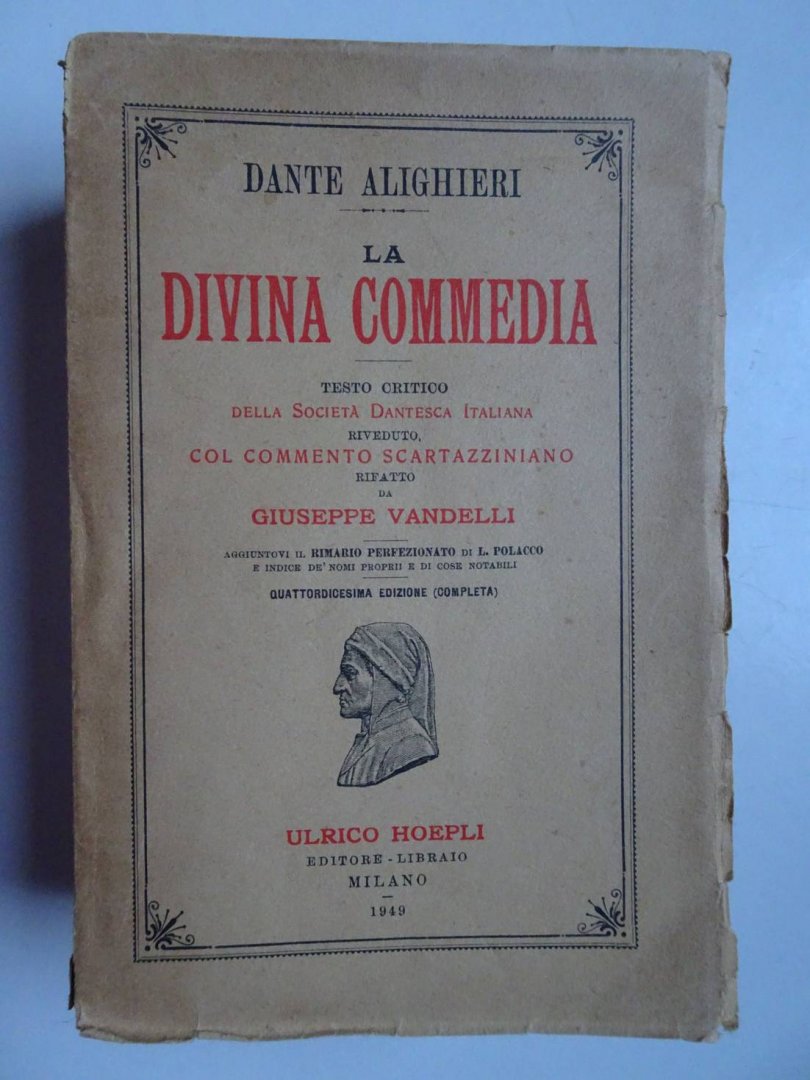 DANTE ALIGHIERI
LA
DIVINA COMMEDIA
TESTO CRITICO
DELLA SOCIETÀ DANTESCA ITALIANA
RIVEDUTO,
COL COMMENTO SCARTAZZINIANO
RIFATTO
DA
GIUSEPPE VANDELLI
AGGIUNTOVI IL RIMARIO PERFEZIONATO DI L. POLACCO
E INDICE DE' NOMI PROPRII E DI COSE NOTABILI
QUATTORDICESIMA EDIZIONE (COMPLETA)
ULRICO HOEPLI
EDITORE-LIBRAIO
MILANO
1949